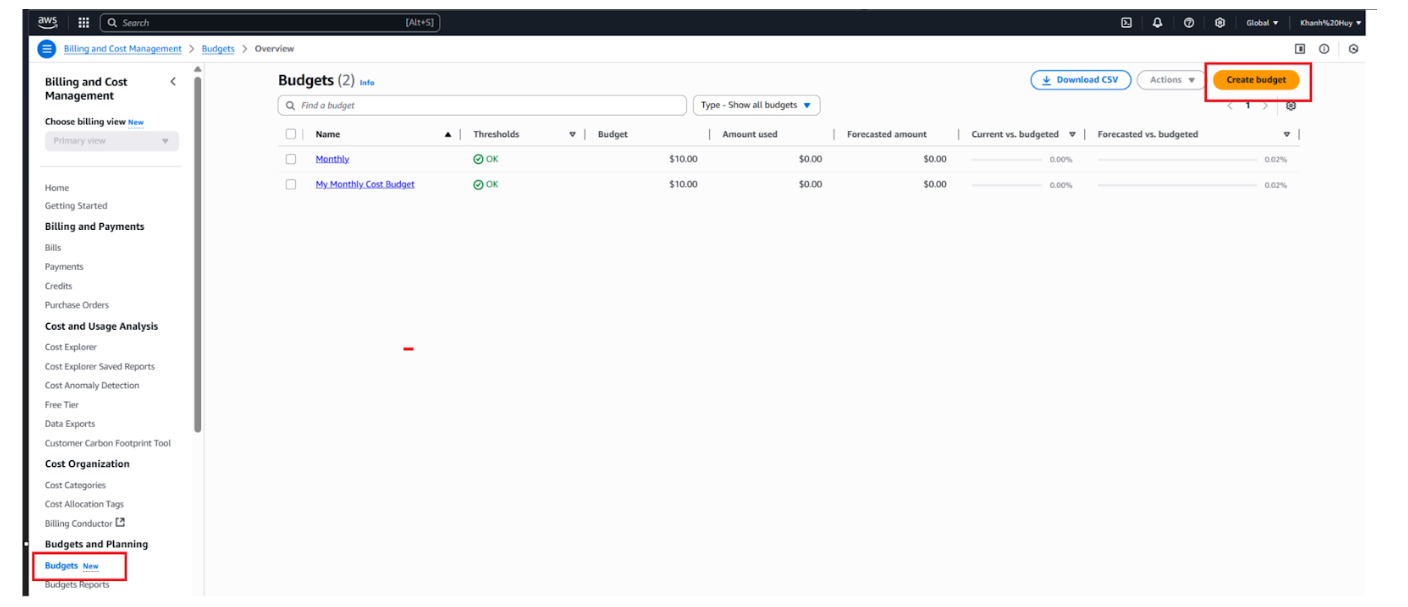 aws Search [Alt+S] Global Khanh%20Huy
Billing and Cost Management > Budgets > Overview
Billing and Cost
Management
Choose billing view New
Primary view
Home
Getting Started
Billing and Payments
Bills
Payments
Credits
Purchase Orders
Cost and Usage Analysis
Cost Explorer
Cost Explorer Saved Reports
Cost Anomaly Detection
Free Tier
Data Exports
Customer Carbon Footprint Tool
Cost Organization
Cost Categories
Cost Allocation Tags
Billing Conductor
Budgets and Planning
Budgets New
Budgets Reports
Budgets (2) Info
Download CSV Actions Create budget
Find a budget Type - Show all budgets < 1 >
Name Thresholds Budget Amount used Forecasted amount Current vs. budgeted Forecasted vs. budgeted
Monthly OK $10.00 $0.00 $0.00 0.00% 0.02%
My Monthly Cost Budget OK $10.00 $0.00 $0.00 0.00% 0.02%